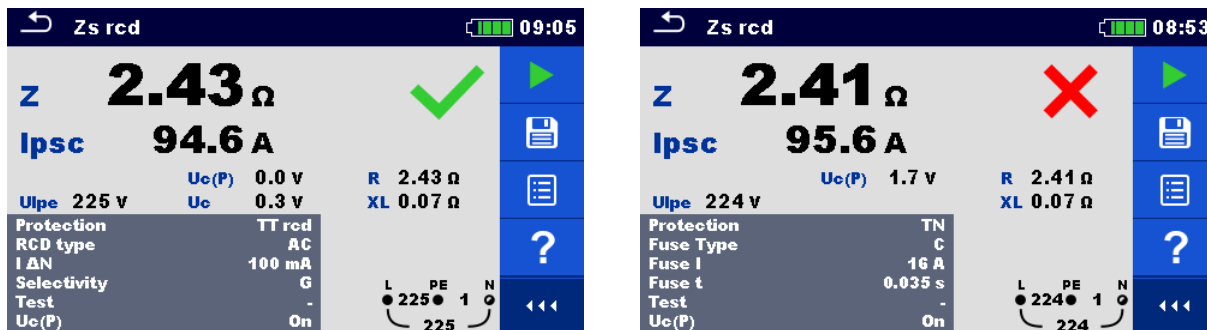 Zs rcd 09:05
Z 2.43 Ω
Ipsc 94.6 A
Uc(P) 0.0 V R 2.43 Ω
Ulpe 225 V Uc 0.3 V XL 0.07 Ω
Protection TT rcd
RCD type AC
I ΔN 100 mA
Selectivity G
Test -
Uc(P) On
L PE N
225 1
225
?
Zs rcd 08:53
Z 2.41 Ω
Ipsc 95.6 A
Uc(P) 1.7 V R 2.41 Ω
Ulpe 224 V XL 0.07 Ω
Protection TN
Fuse Type C
Fuse I 16 A
Fuse t 0.035 s
Test -
Uc(P) On
L PE N
224 1
224
?